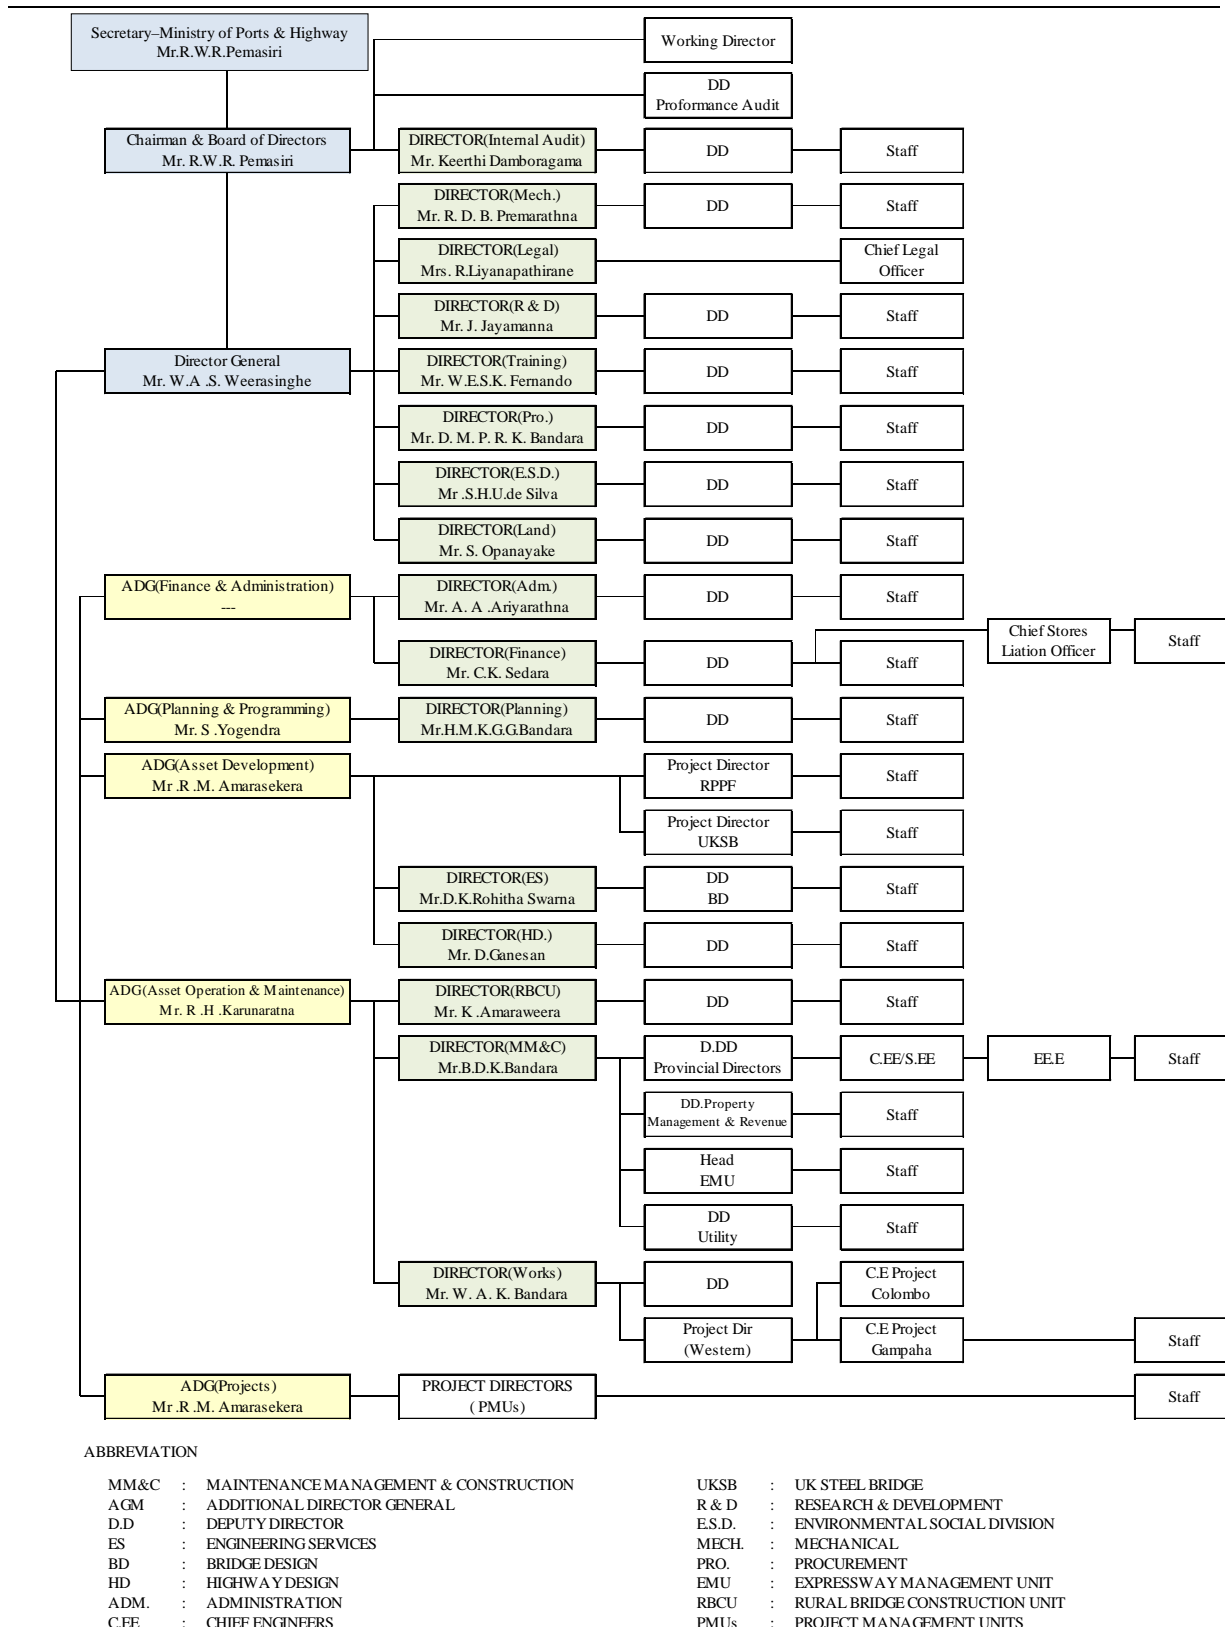 Secretary–Ministry of Ports & Highway
Mr.R.W.R.Pemasiri
Working Director
DD
Proformance Audit
Chairman & Board of Directors
Mr. R.W.R. Pemasiri
DIRECTOR(Internal Audit)
Mr. Keerthi Damboragama
DD
Staff
DIRECTOR(Mech.)
Mr. R. D. B. Premarathna
DD
Staff
DIRECTOR(Legal)
Mrs. R.Liyanapathirane
Chief Legal
Officer
DIRECTOR(R & D)
Mr. J. Jayamanna
DD
Staff
Director General
Mr. W.A .S. Weerasinghe
DIRECTOR(Training)
Mr. W.E.S.K. Fernando
DD
Staff
DIRECTOR(Pro.)
Mr. D. M. P. R. K. Bandara
DD
Staff
DIRECTOR(E.S.D.)
Mr .S.H.U.de Silva
DD
Staff
DIRECTOR(Land)
Mr. S. Opanayake
DD
Staff
ADG(Finance & Administration)
---
DIRECTOR(Adm.)
Mr. A. A .Ariyarathna
DD
Staff
DIRECTOR(Finance)
Mr. C.K. Sedara
DD
Staff
Chief Stores
Liation Officer
Staff
ADG(Planning & Programming)
Mr. S .Yogendra
DIRECTOR(Planning)
Mr.H.M.K.G.G.Bandara
DD
Staff
ADG(Asset Development)
Mr .R .M. Amarasekera
Project Director
RPPF
Staff
Project Director
UKSB
Staff
DIRECTOR(ES)
Mr.D.K.Rohitha Swarna
DD
BD
Staff
DIRECTOR(HD.)
Mr. D.Ganesan
DD
Staff
ADG(Asset Operation & Maintenance)
Mr. R .H .Karunaratna
DIRECTOR(RBCU)
Mr. K .Amaraweera
DD
Staff
DIRECTOR(MM&C)
Mr.B.D.K.Bandara
D.DD
Provincial Directors
C.EE/S.EE
EE.E
Staff
DD.Property
Management & Revenue
Staff
Head
EMU
Staff
DD
Utility
Staff
DIRECTOR(Works)
Mr. W. A. K. Bandara
DD
C.E Project
Colombo
Project Dir
(Western)
C.E Project
Gampaha
Staff
ADG(Projects)
Mr .R .M. Amarasekera
PROJECT DIRECTORS
( PMUs)
Staff
ABBREVIATION
MM&C : MAINTENANCE MANAGEMENT & CONSTRUCTION
AGM : ADDITIONAL DIRECTOR GENERAL
D.D : DEPUTY DIRECTOR
ES : ENGINEERING SERVICES
BD : BRIDGE DESIGN
HD : HIGHWAY DESIGN
ADM. : ADMINISTRATION
C.EE : CHIEF ENGINEERS
UKSB : UK STEEL BRIDGE
R & D : RESEARCH & DEVELOPMENT
E.S.D. : ENVIRONMENTAL SOCIAL DIVISION
MECH. : MECHANICAL
PRO. : PROCUREMENT
EMU : EXPRESSWAY MANAGEMENT UNIT
RBCU : RURAL BRIDGE CONSTRUCTION UNIT
PMUs : PROJECT MANAGEMENT UNITS